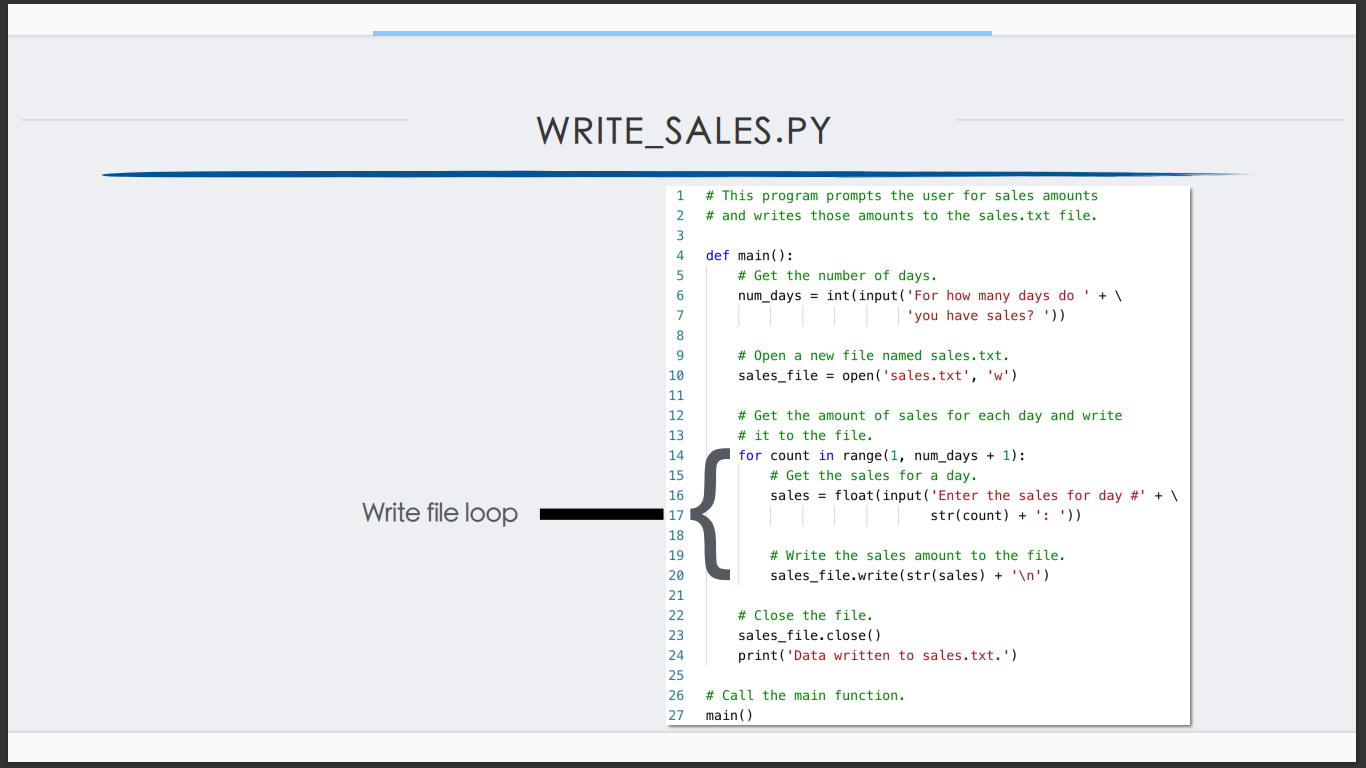 WRITE_SALES.PY
Write file loop
1 # This program prompts the user for sales amounts
2 # and writes those amounts to the sales.txt file.
3
4 def main():
5     # Get the number of days.
6     num_days = int(input('For how many days do ' + \
7                          'you have sales? '))
8
9     # Open a new file named sales.txt.
10     sales_file = open('sales.txt', 'w')
11
12     # Get the amount of sales for each day and write
13     # it to the file.
14     for count in range(1, num_days + 1):
15         # Get the sales for a day.
16         sales = float(input('Enter the sales for day #' + \
17                             str(count) + ': '))
18
19         # Write the sales amount to the file.
20         sales_file.write(str(sales) + '\n')
21
22     # Close the file.
23     sales_file.close()
24     print('Data written to sales.txt.')
25
26 # Call the main function.
27 main()